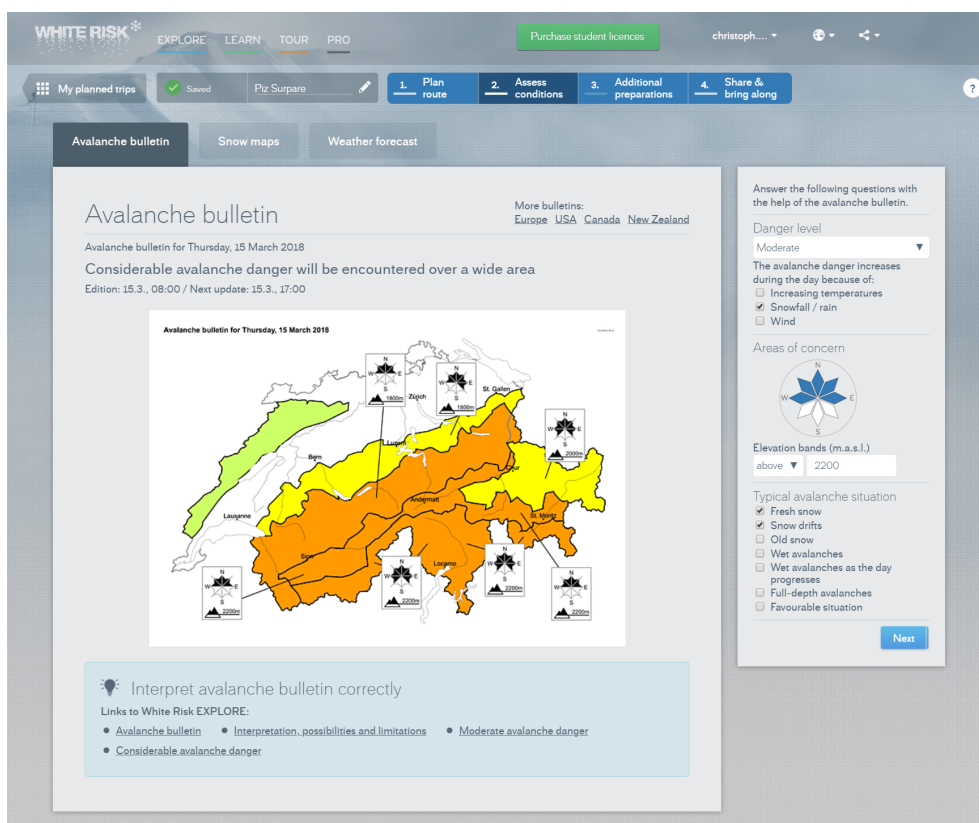 WHITE RISK
EXPLORE LEARN TOUR PRO
Purchase student licences
christoph....
My planned trips
Saved
Piz Surpare
1. Plan route
2. Assess conditions
3. Additional preparations
4. Share & bring along
?
Avalanche bulletin
Snow maps
Weather forecast
Avalanche bulletin
More bulletins:
Europe USA Canada New Zealand
Avalanche bulletin for Thursday, 15 March 2018
Considerable avalanche danger will be encountered over a wide area
Edition: 15.3., 08:00 / Next update: 15.3., 17:00
Avalanche bulletin for Thursday, 15 March 2018
N
W E
S
1800m
Zürich
N
W E
S
1800m
St. Gallen
N
W E
S
2000m
Luzern
Bern
Chur
Andermatt
Lausanne
St. Moritz
Sion
Locarno
N
W E
S
2200m
N
W E
S
2200m
N
W E
S
2200m
N
W E
S
2200m
Interpret avalanche bulletin correctly
Links to White Risk EXPLORE:
Avalanche bulletin
Interpretation, possibilities and limitations
Moderate avalanche danger
Considerable avalanche danger
Answer the following questions with
the help of the avalanche bulletin.
Danger level
Moderate
The avalanche danger increases
during the day because of:
Increasing temperatures
Snowfall / rain
Wind
Areas of concern
N
W E
S
Elevation bands (m.a.s.l.)
above 2200
Typical avalanche situation
Fresh snow
Snow drifts
Old snow
Wet avalanches
Wet avalanches as the day
progresses
Full-depth avalanches
Favourable situation
Next